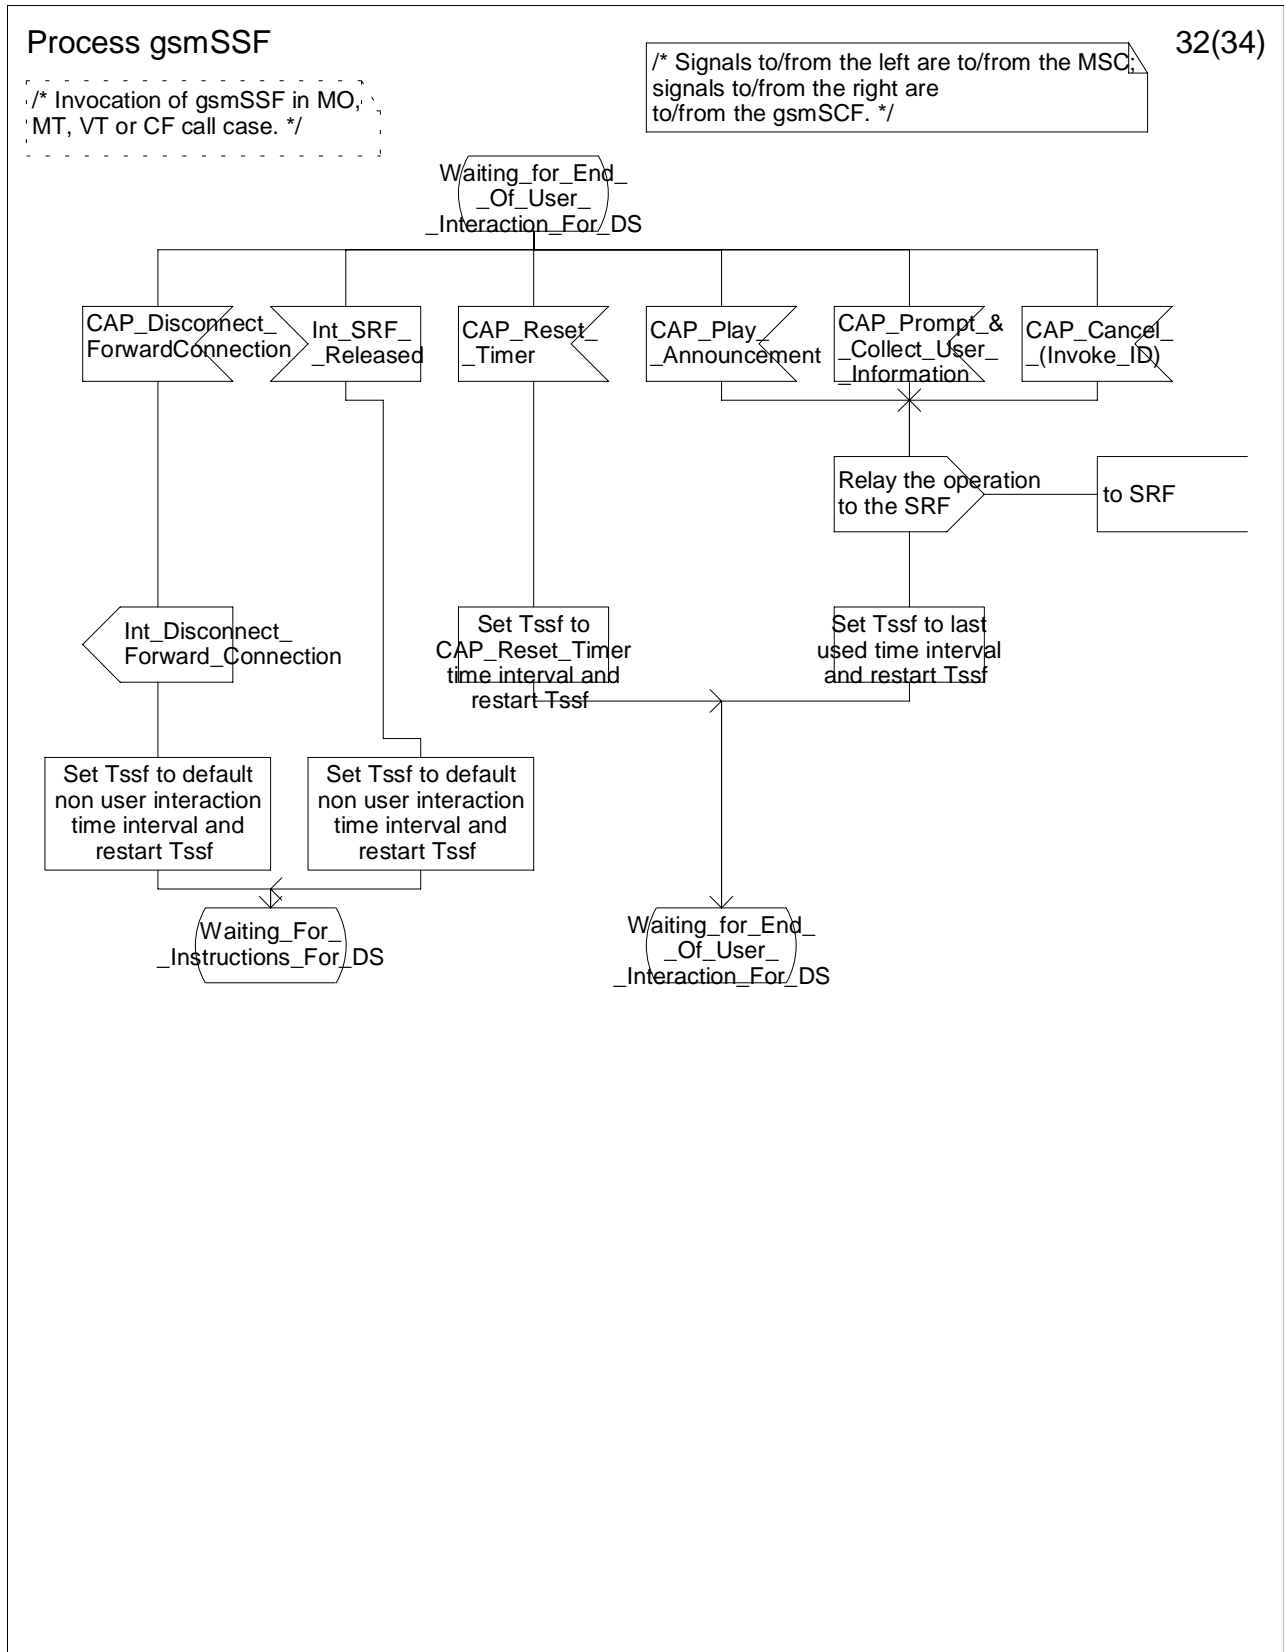 Process gsmSSF
32(34)
/* Invocation of gsmSSF in MO,
MT, VT or CF call case. */
/* Signals to/from the left are to/from the MSC;
signals to/from the right are
to/from the gsmSCF. */
Waiting_for_End_
_Of_User_
_Interaction_For_DS
CAP_Disconnect_
ForwardConnection
Int_SRF_
_Released
CAP_Reset_
_Timer
CAP_Play_
_Announcement
CAP_Prompt_&
_Collect_User_
_Information
CAP_Cancel_
_(Invoke_ID)
Relay the operation
to the SRF
to SRF
Int_Disconnect_
Forward_Connection
Set Tssf to
CAP_Reset_Timer
time interval and
restart Tssf
Set Tssf to last
used time interval
and restart Tssf
Set Tssf to default
non user interaction
time interval and
restart Tssf
Set Tssf to default
non user interaction
time interval and
restart Tssf
Waiting_For_
_Instructions_For_DS
Waiting_for_End_
_Of_User_
_Interaction_For_DS